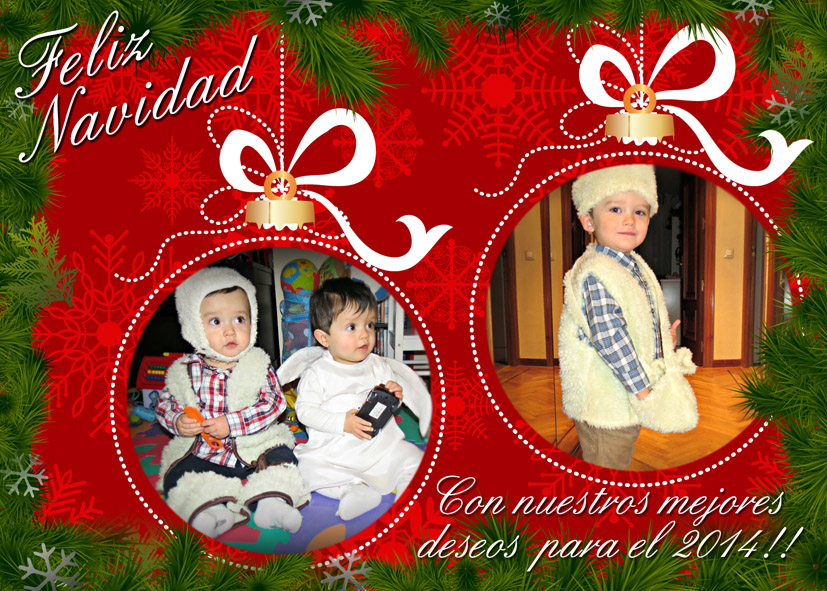 Feliz
Navidad
Con nuestros mejores
deseos para el 2014!!